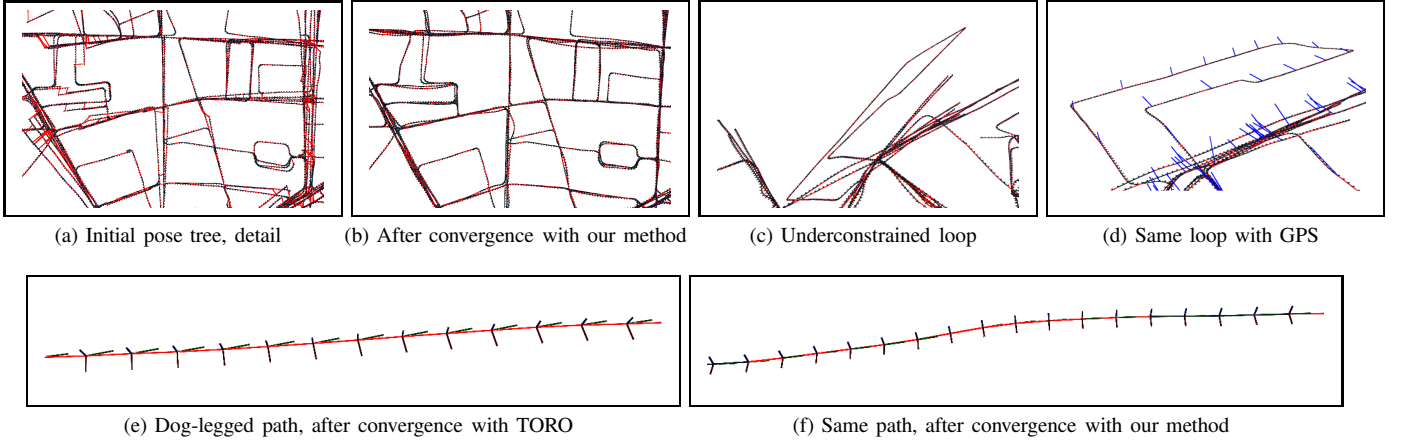 (a) Initial pose tree, detail
(b) After convergence with our method
(c) Underconstrained loop
(d) Same loop with GPS
(e) Dog-legged path, after convergence with TORO
(f) Same path, after convergence with our method